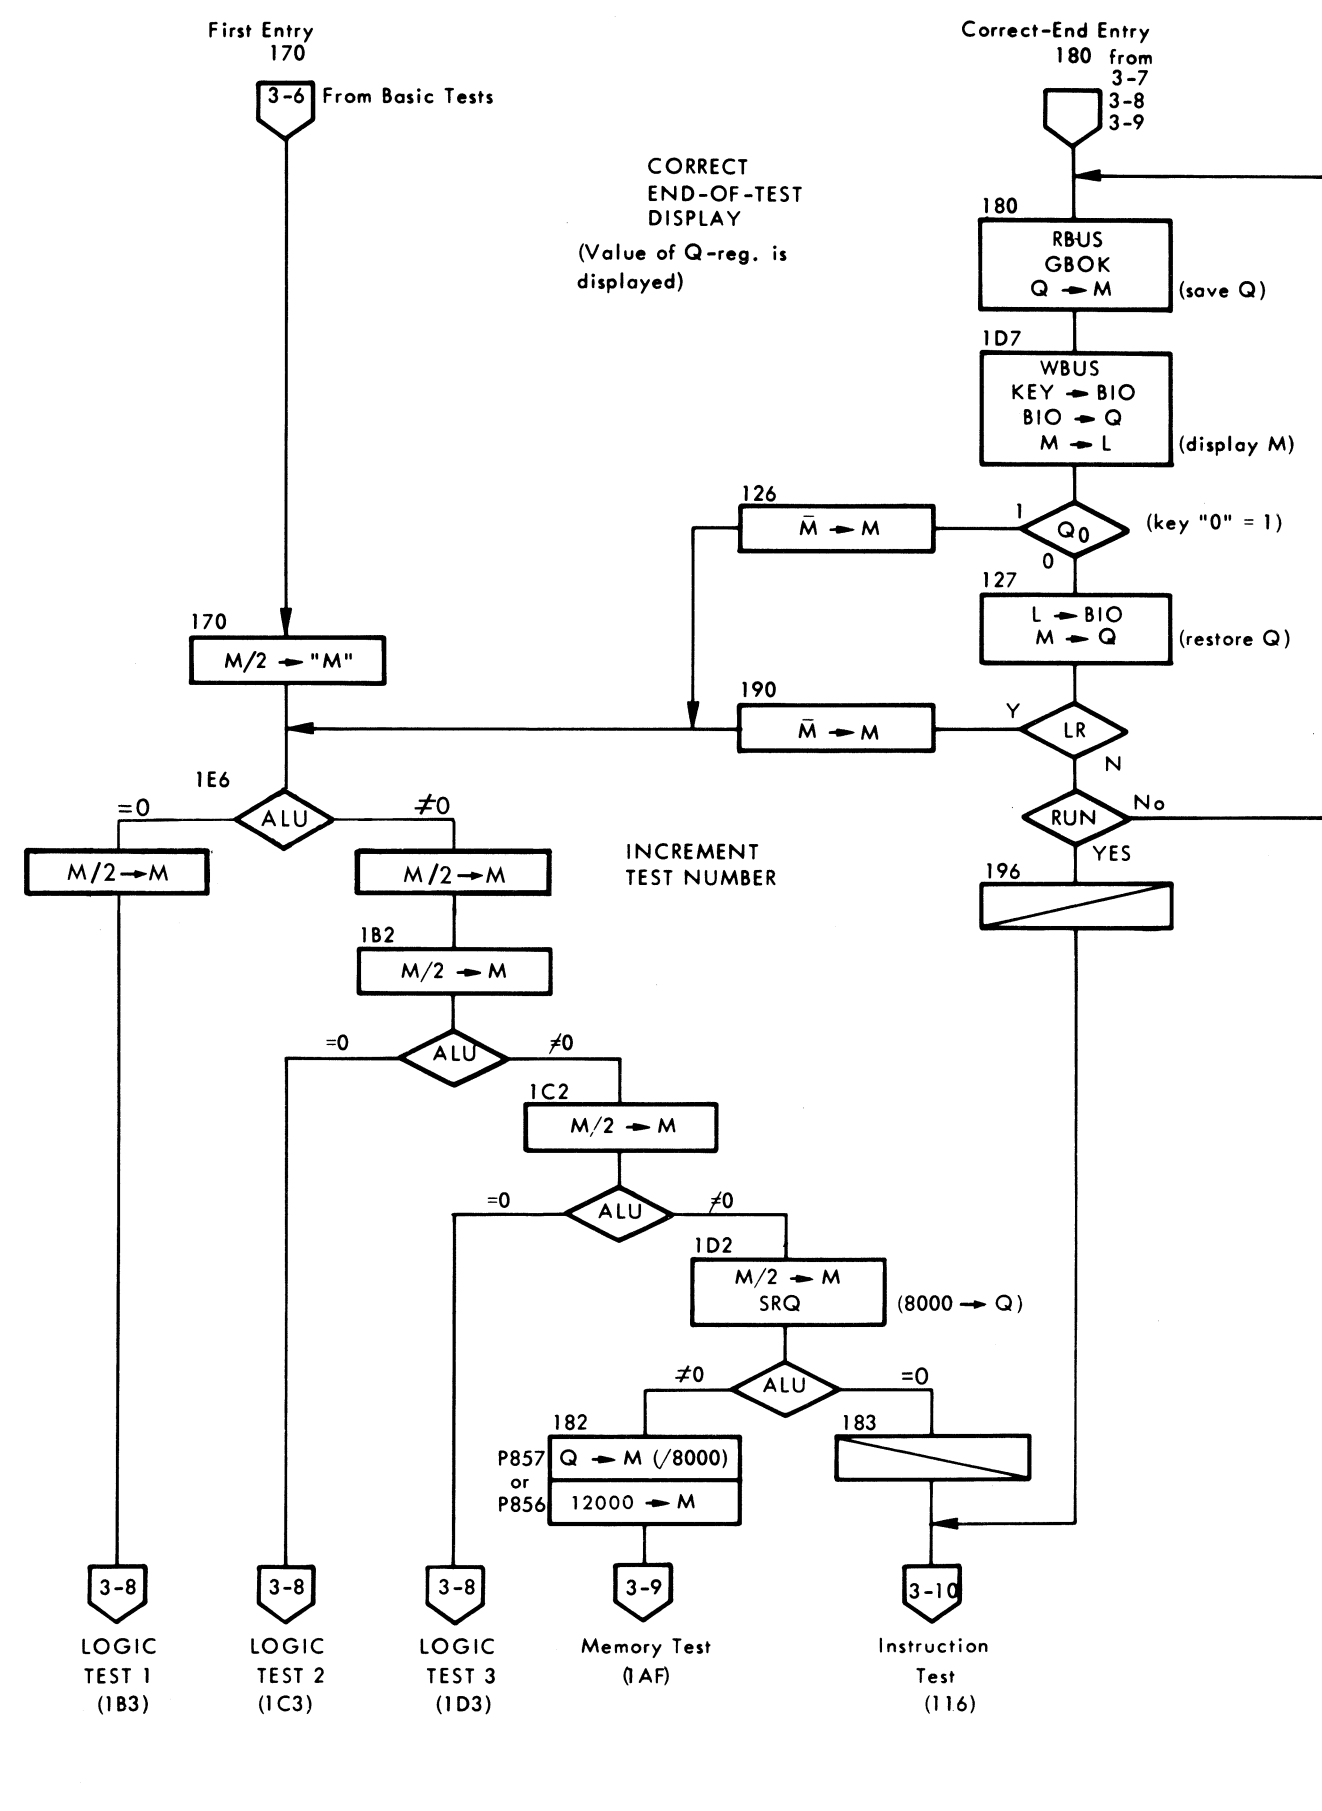 First Entry
170
3-6
From Basic Tests
Correct-End Entry
180 from
3-7
3-8
3-9
CORRECT
END-OF-TEST
DISPLAY
(Value of Q-reg. is
displayed)
180
RBUS
GBOK
Q → M
(save Q)
1D7
WBUS
KEY → BIO
BIO → Q
M → L
(display M)
126
M̄ → M
1
Q0
0
(key "0" = 1)
127
L → BIO
M → Q
(restore Q)
170
M/2 → "M"
190
M̄ → M
Y
LR
N
RUN
No
YES
196
1E6
=0
ALU
≠0
M/2→M
M/2→M
INCREMENT
TEST NUMBER
1B2
M/2 → M
=0
ALU
≠0
1C2
M/2 → M
=0
ALU
≠0
1D2
M/2 → M
SRQ
(8000 → Q)
≠0
ALU
=0
182
183
P857
or
P856
Q → M (/8000)
12000 → M
3-8
3-8
3-8
3-9
3-10
LOGIC
TEST 1
(1B3)
LOGIC
TEST 2
(1C3)
LOGIC
TEST 3
(1D3)
Memory Test
(1AF)
Instruction
Test
(116)